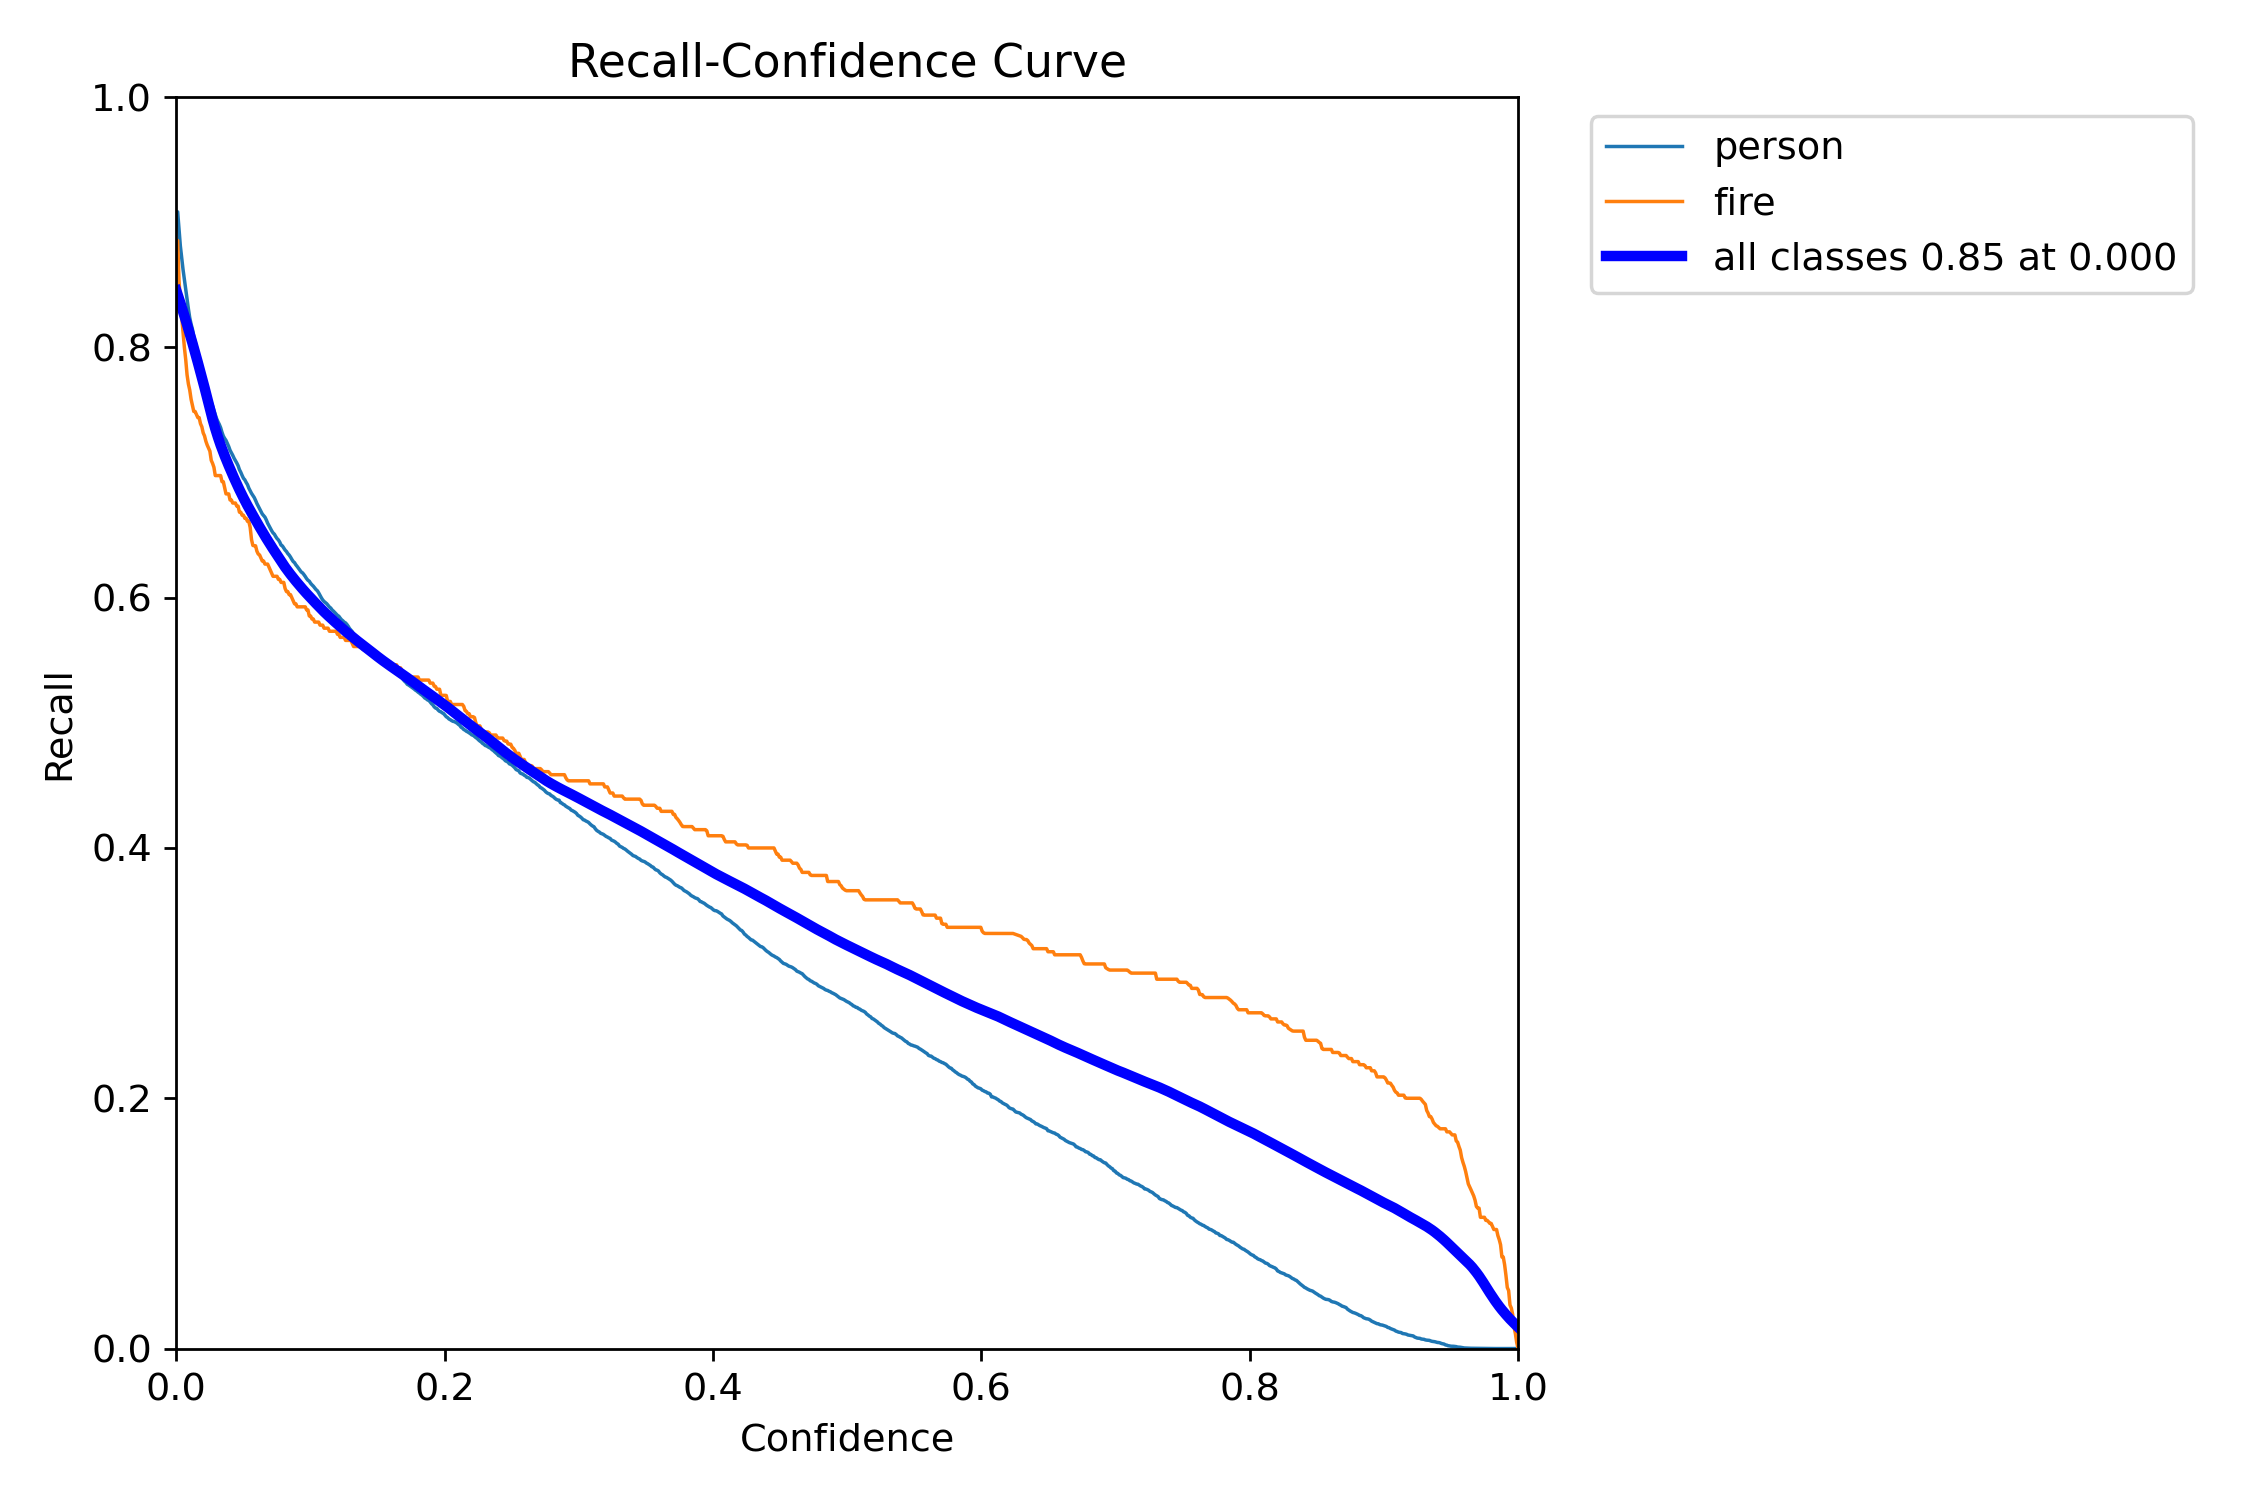 Recall-Confidence Curve
1.0
0.8
0.6
0.4
0.2
0.0
Recall
0.0 0.2 0.4 0.6 0.8 1.0
Confidence
person
fire
all classes 0.85 at 0.000